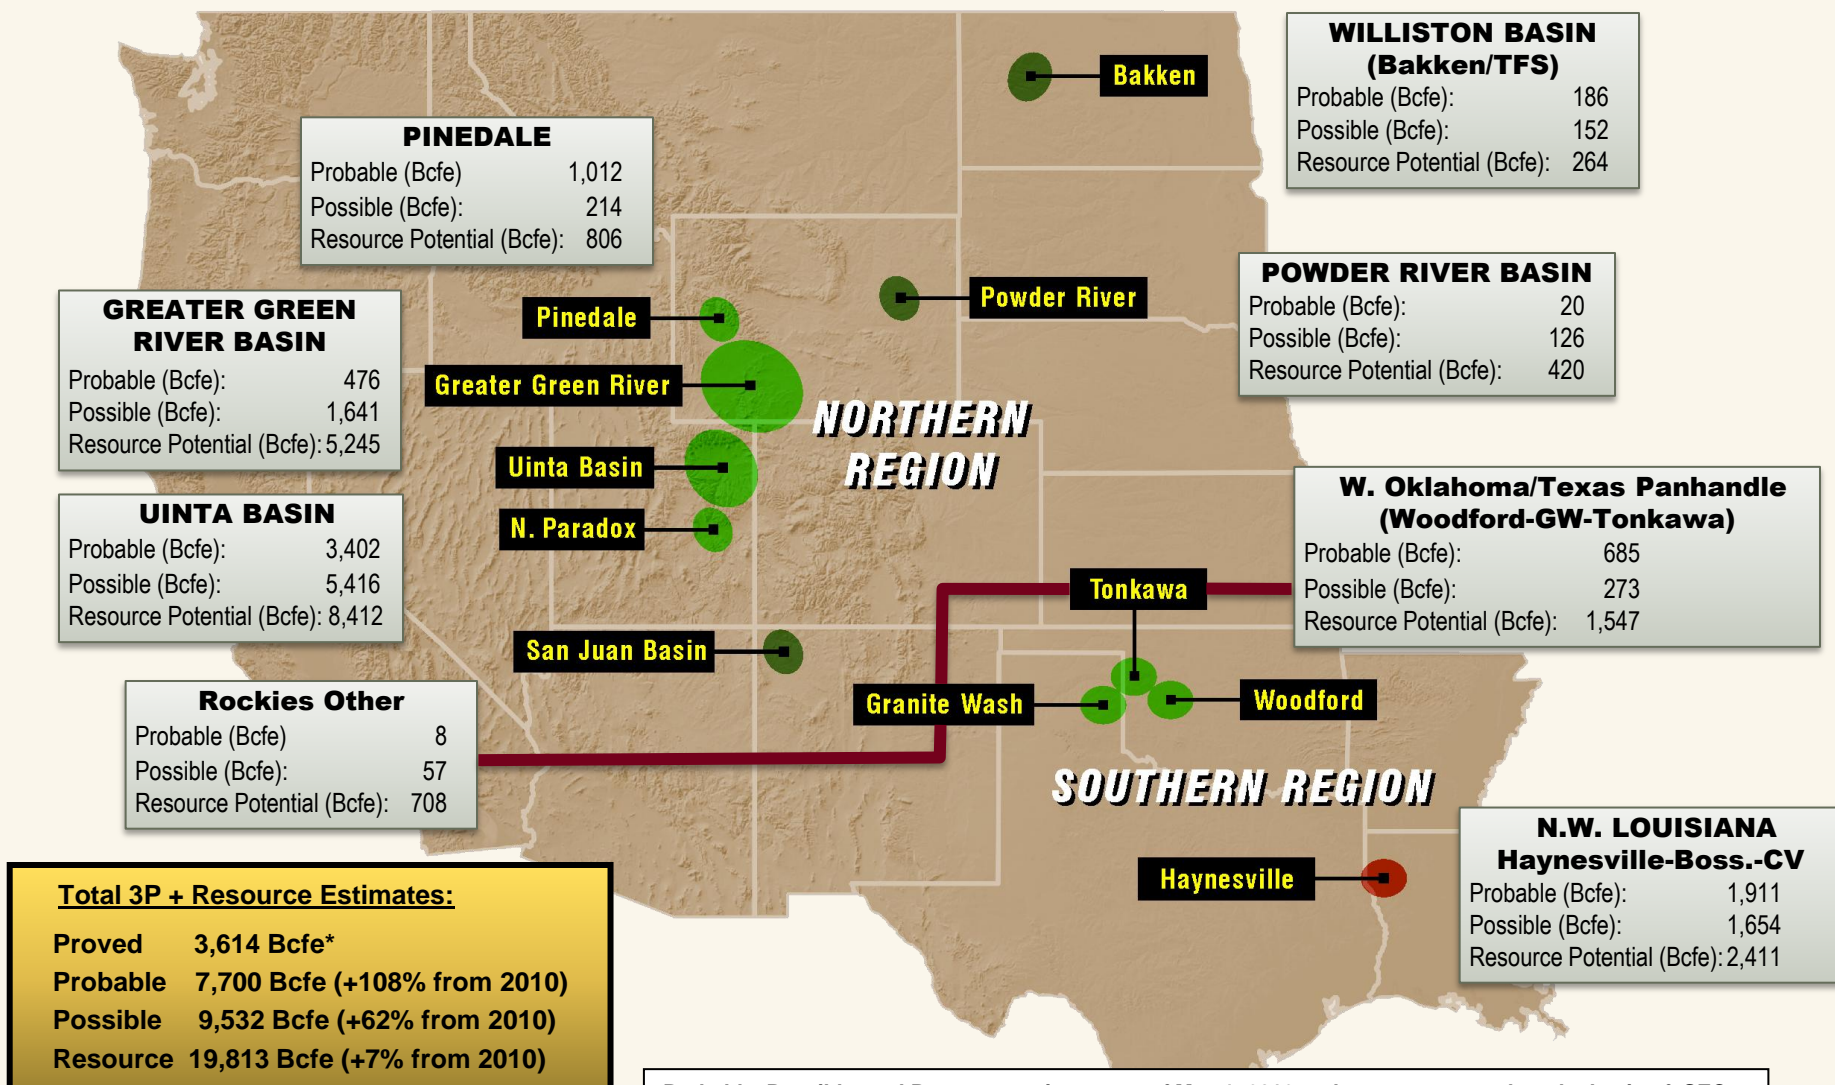 WILLISTON BASIN
(Bakken/TFS)
Probable (Bcfe): 186
Possible (Bcfe): 152
Resource Potential (Bcfe): 264
Bakken
PINEDALE
Probable (Bcfe) 1,012
Possible (Bcfe): 214
Resource Potential (Bcfe): 806
POWDER RIVER BASIN
Probable (Bcfe): 20
Possible (Bcfe): 126
Resource Potential (Bcfe): 420
Powder River
Pinedale
GREATER GREEN
RIVER BASIN
Probable (Bcfe): 476
Possible (Bcfe): 1,641
Resource Potential (Bcfe): 5,245
Greater Green River
NORTHERN
REGION
Uinta Basin
N. Paradox
UINTA BASIN
Probable (Bcfe): 3,402
Possible (Bcfe): 5,416
Resource Potential (Bcfe): 8,412
W. Oklahoma/Texas Panhandle
(Woodford-GW-Tonkawa)
Probable (Bcfe): 685
Possible (Bcfe): 273
Resource Potential (Bcfe): 1,547
Tonkawa
San Juan Basin
Granite Wash
Woodford
Rockies Other
Probable (Bcfe) 8
Possible (Bcfe): 57
Resource Potential (Bcfe): 708
SOUTHERN REGION
N.W. LOUISIANA
Haynesville-Boss.-CV
Probable (Bcfe): 1,911
Possible (Bcfe): 1,654
Resource Potential (Bcfe): 2,411
Haynesville
Total 3P + Resource Estimates:
Proved 3,614 Bcfe*
Probable 7,700 Bcfe (+108% from 2010)
Possible 9,532 Bcfe (+62% from 2010)
Resource 19,813 Bcfe (+7% from 2010)